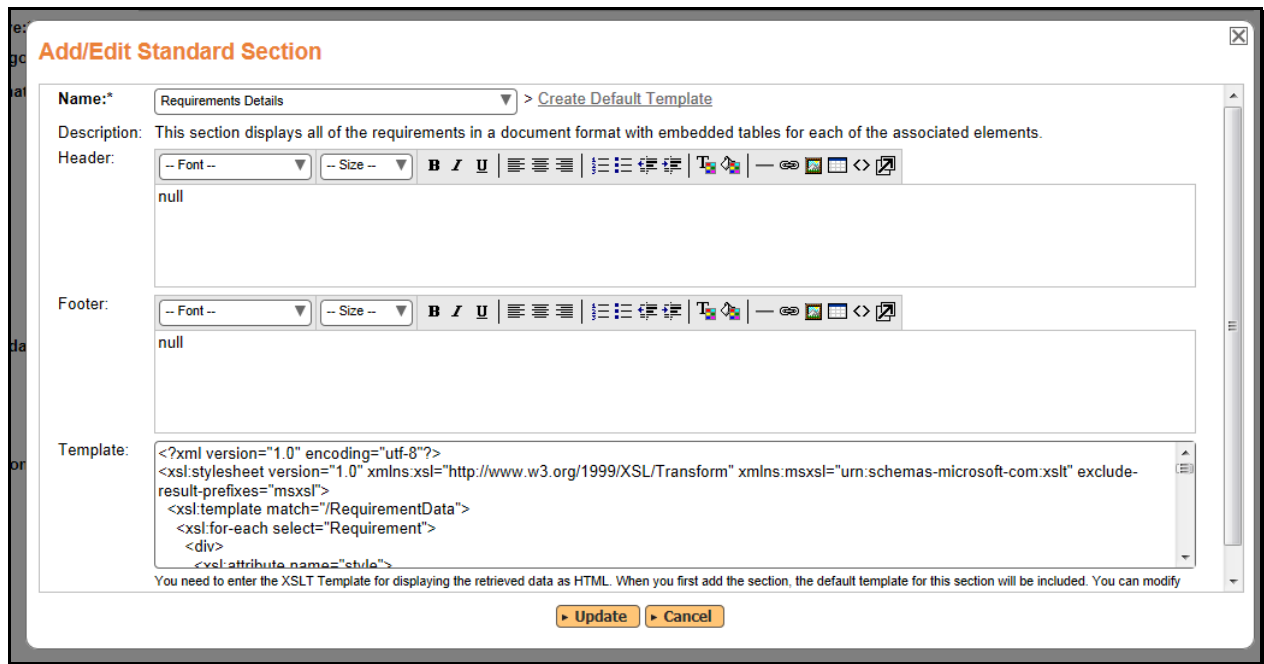 Add/Edit Standard Section
Name:* Requirements Details > Create Default Template
Description: This section displays all of the requirements in a document format with embedded tables for each of the associated elements.
Header: -- Font -- -- Size -- B I U
null
Footer: -- Font -- -- Size -- B I U
null
Template: <?xml version="1.0" encoding="utf-8"?>
<xsl:stylesheet version="1.0" xmlns:xsl="http://www.w3.org/1999/XSL/Transform" xmlns:msxsl="urn:schemas-microsoft-com:xslt" exclude-
result-prefixes="msxsl">
<xsl:template match="/RequirementData">
<xsl:for-each select="Requirement">
<div>
<xsl:attribute name="style">
You need to enter the XSLT Template for displaying the retrieved data as HTML. When you first add the section, the default template for this section will be included. You can modify
Update Cancel